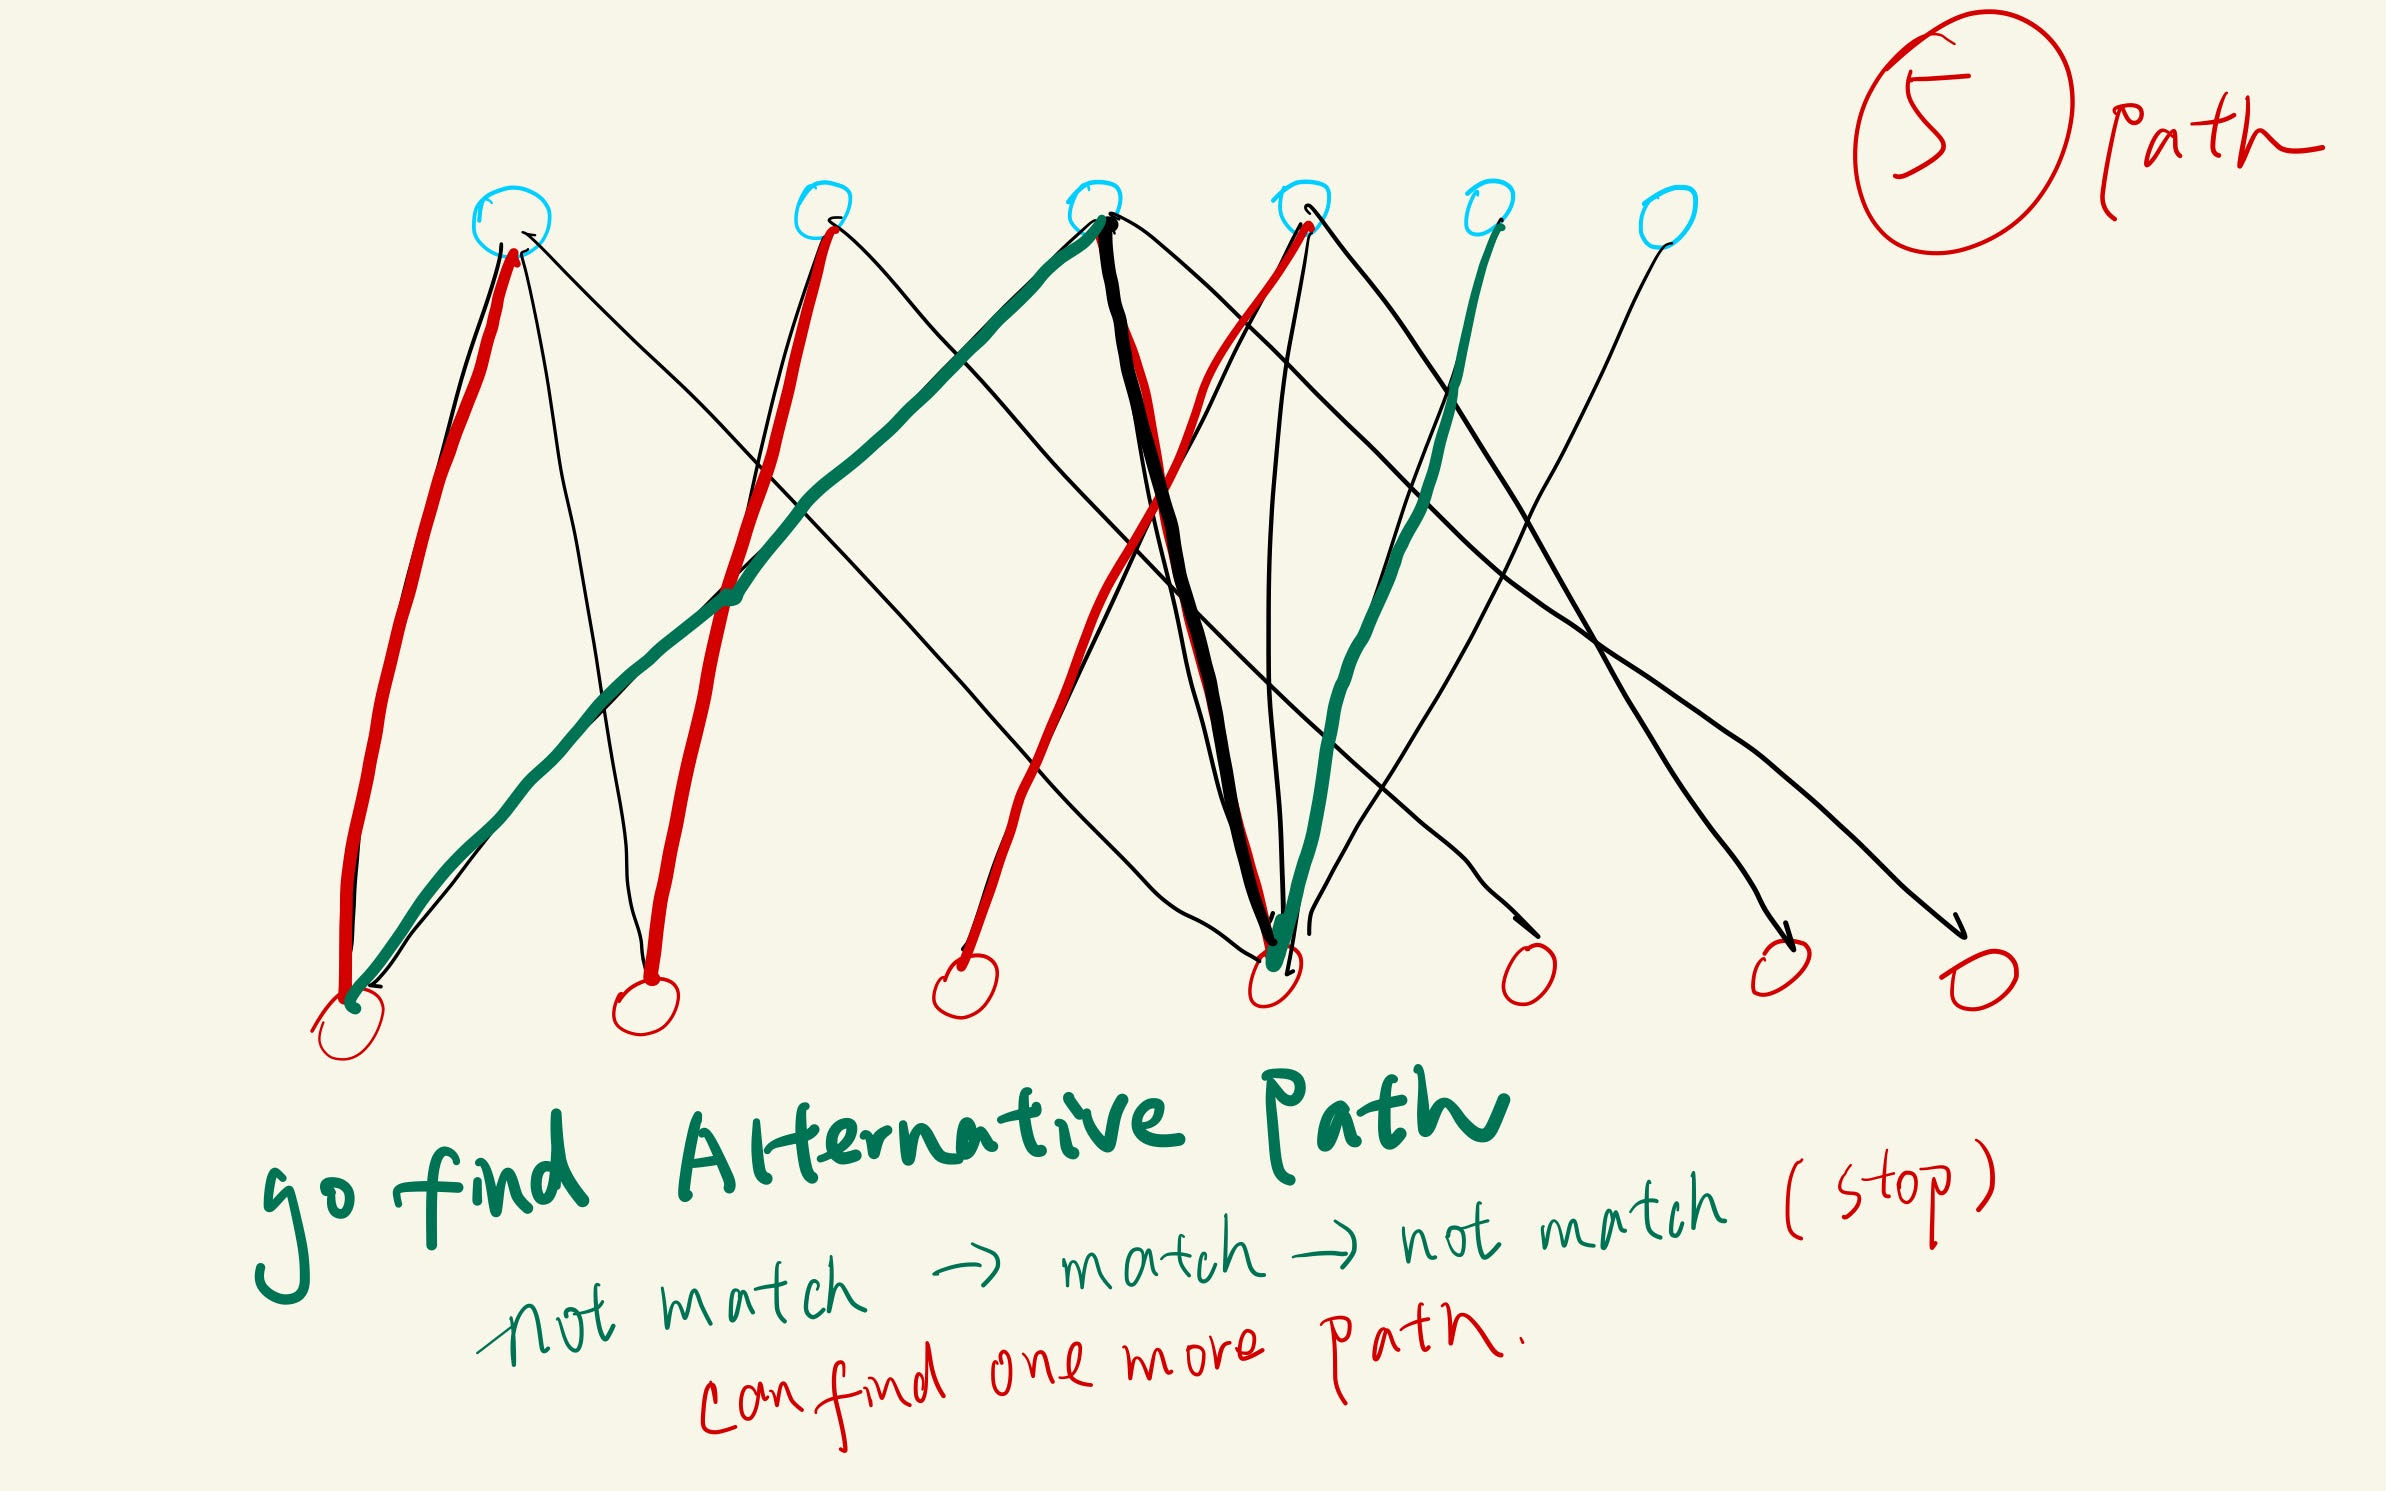 5 Path
go find Alternative Path
not match → match → not match (stop)
can find one more path.